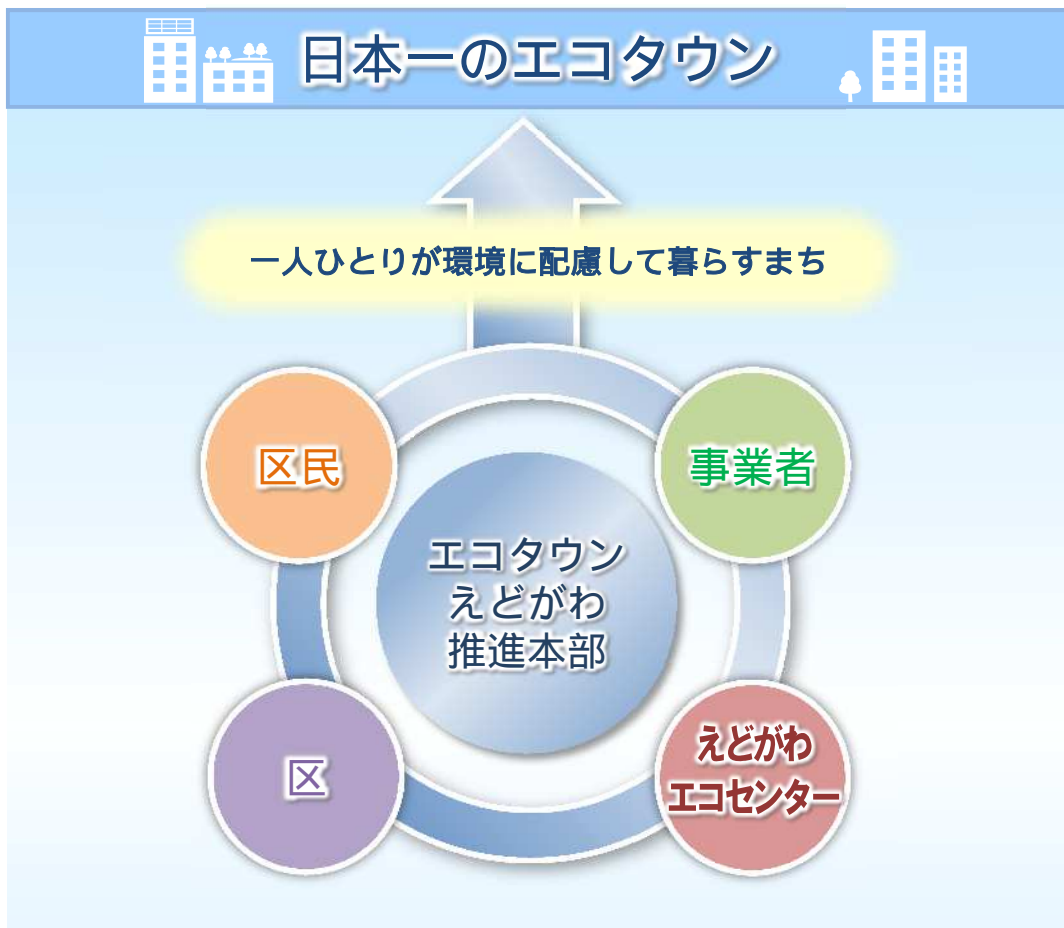 日本一のエコタウン
一人ひとりが環境に配慮して暮らすまち
区民
事業者
エコタウン
えどがわ
推進本部
区
えどがわ
エコセンター